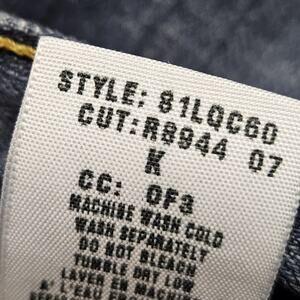 STYLE: 81LQC60
CUT:R8944 07
K
CC: 0F3
MACHINE WASH COLD
WASH SEPARATELY
DO NOT BLEACH
TUMBLE DRY LOW
LAVER EN MACHINE
A' L'EAU